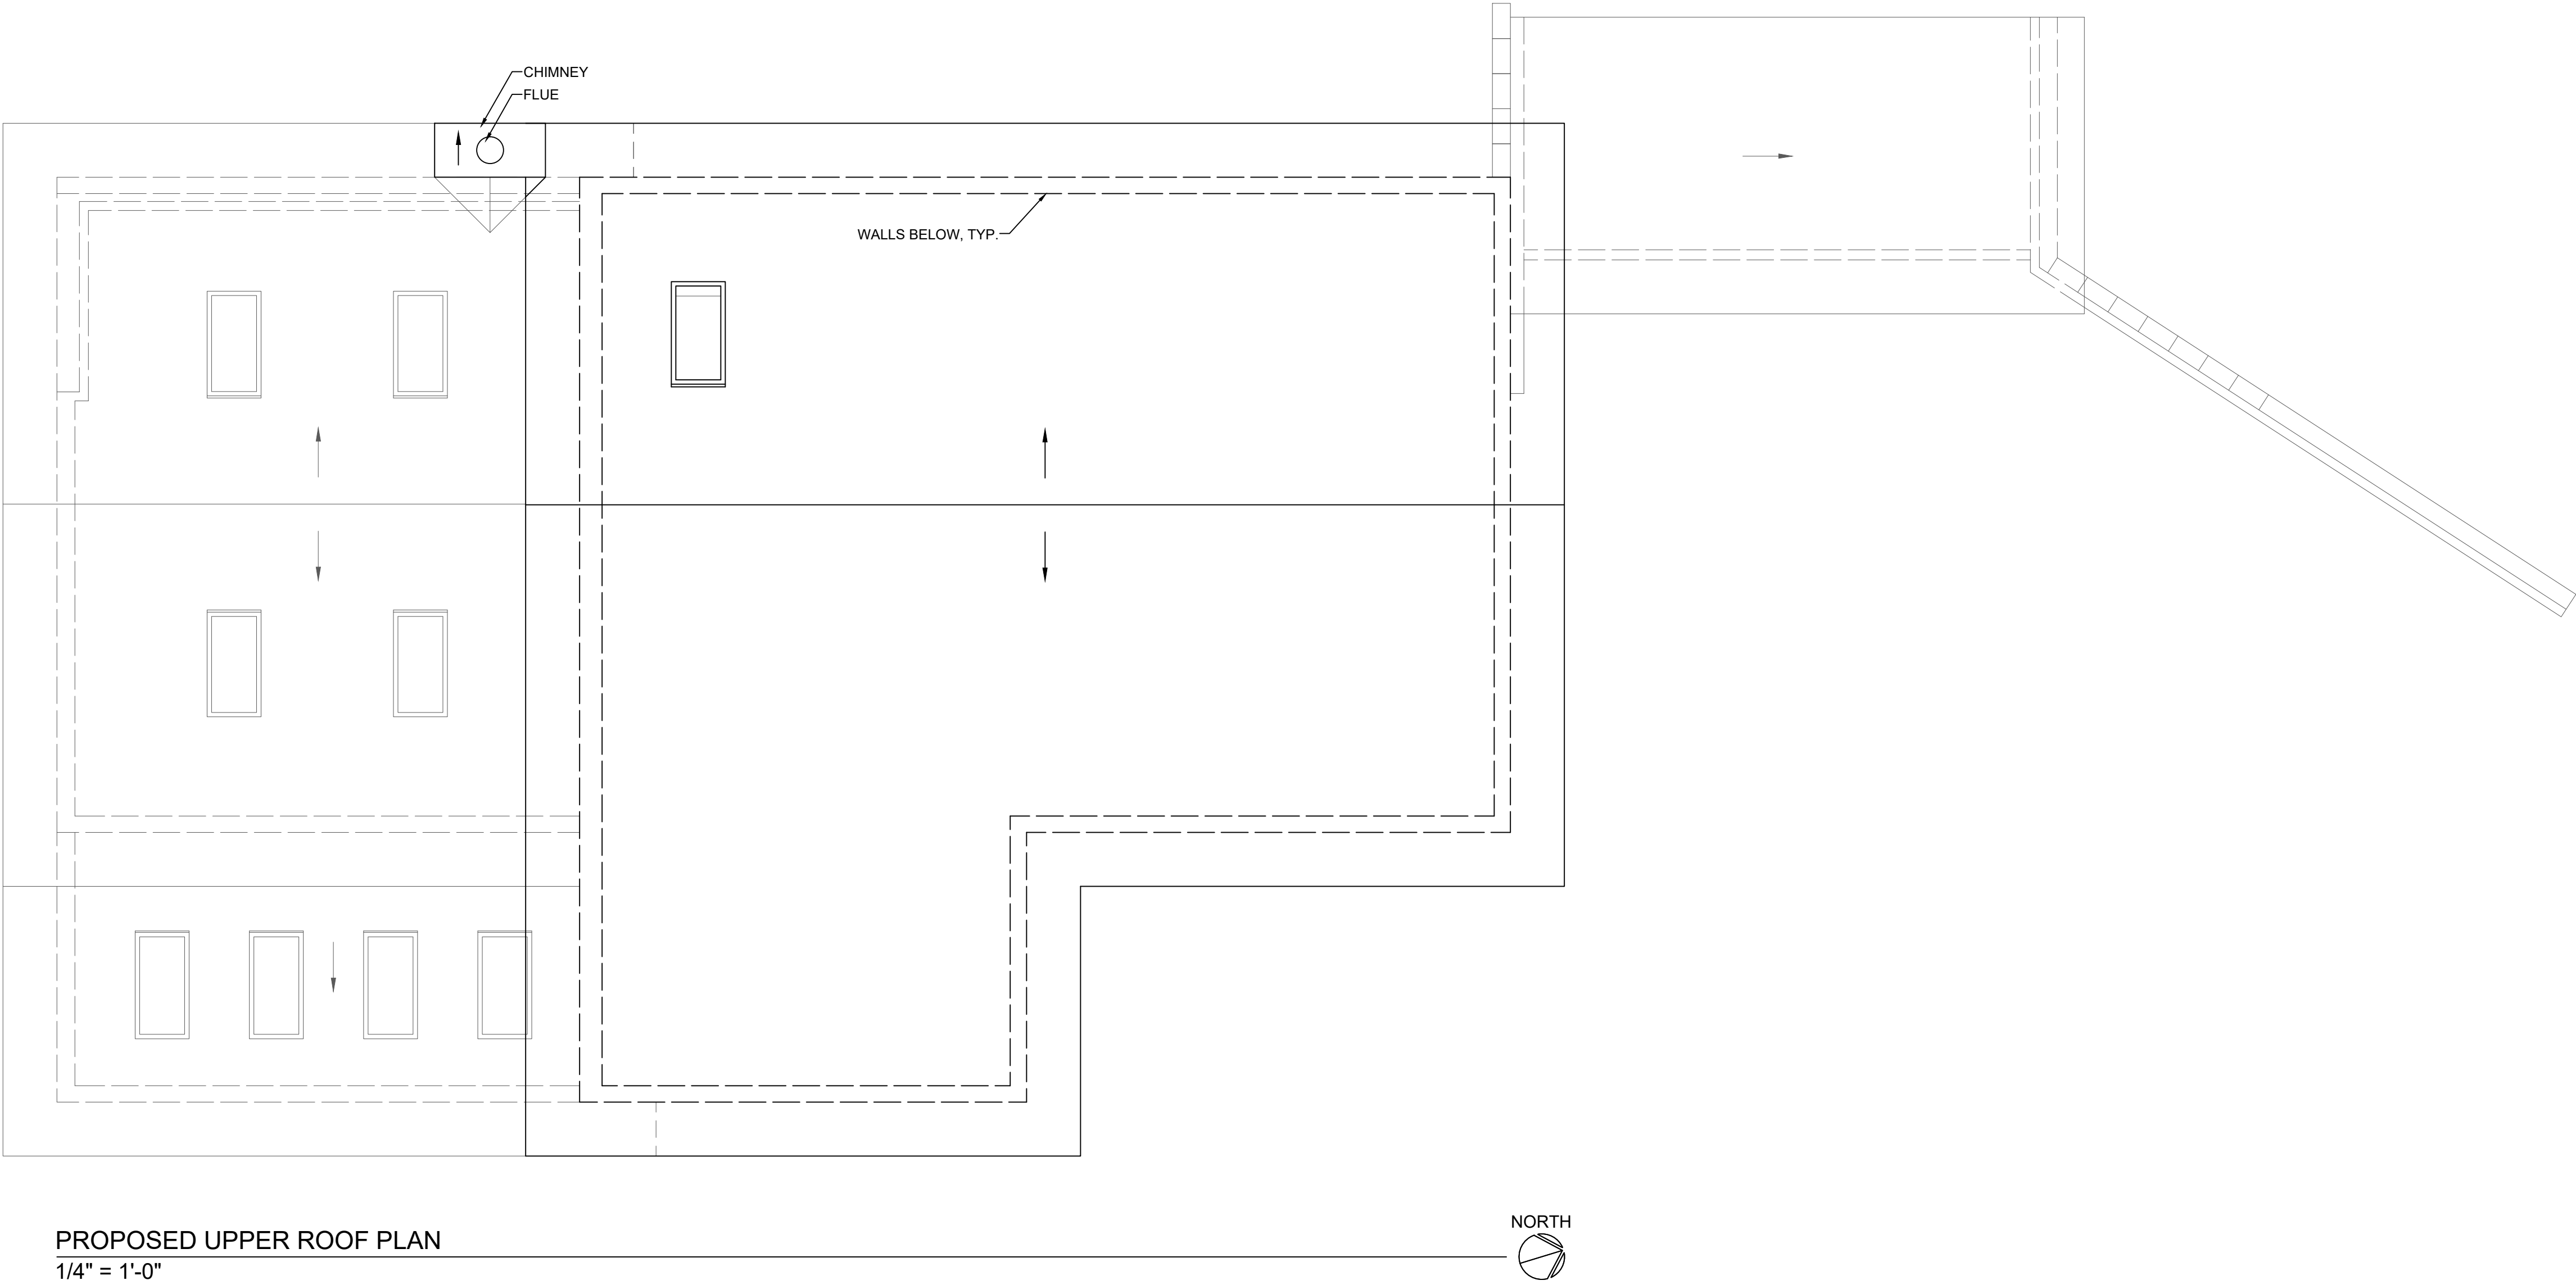 CHIMNEY
FLUE
WALLS BELOW, TYP.
NORTH
PROPOSED UPPER ROOF PLAN
1/4" = 1'-0"